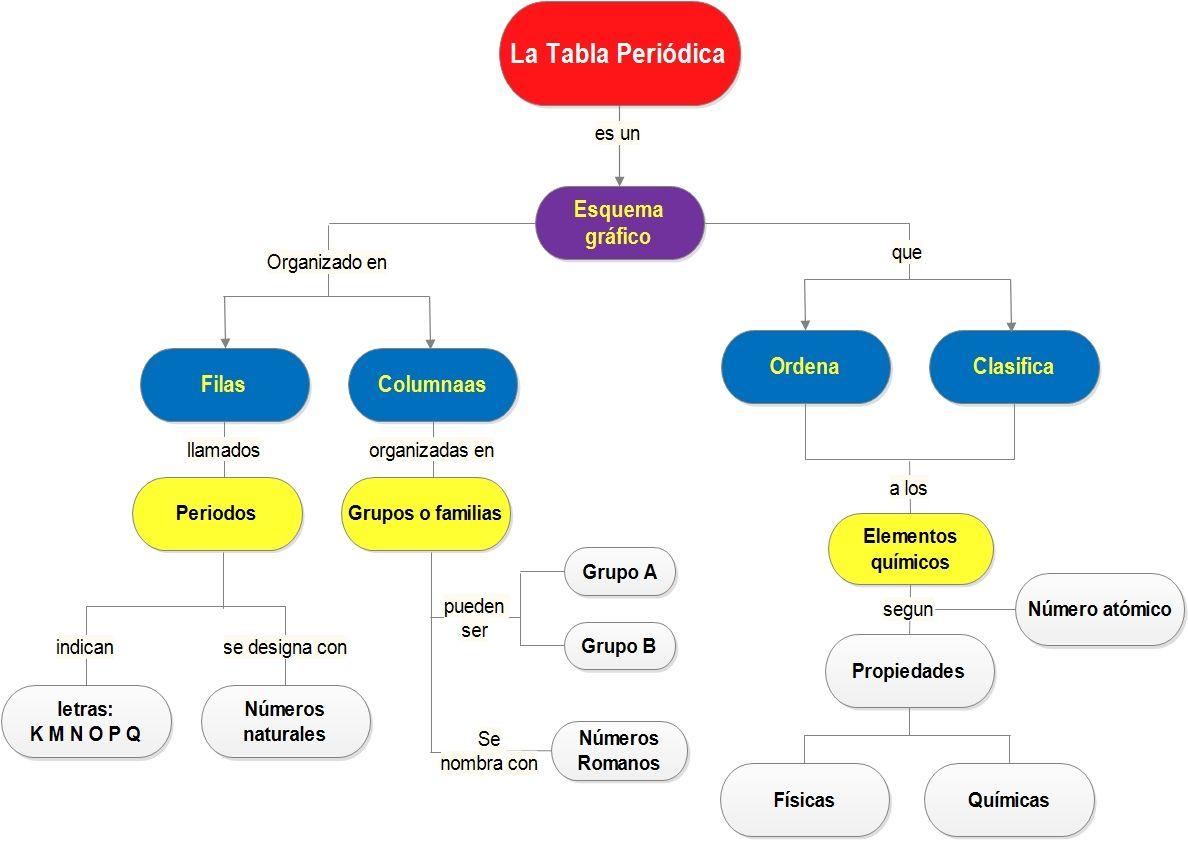 La Tabla Periódica
es un
Esquema
gráfico
Organizado en
que
Filas
Columnaas
Ordena
Clasifica
llamados
organizadas en
a los
Periodos
Grupos o familias
Elementos
químicos
segun
Número atómico
pueden
ser
Grupo A
Grupo B
indican
se designa con
Propiedades
letras:
K M N O P Q
Números
naturales
Se
nombra con
Números
Romanos
Físicas
Químicas